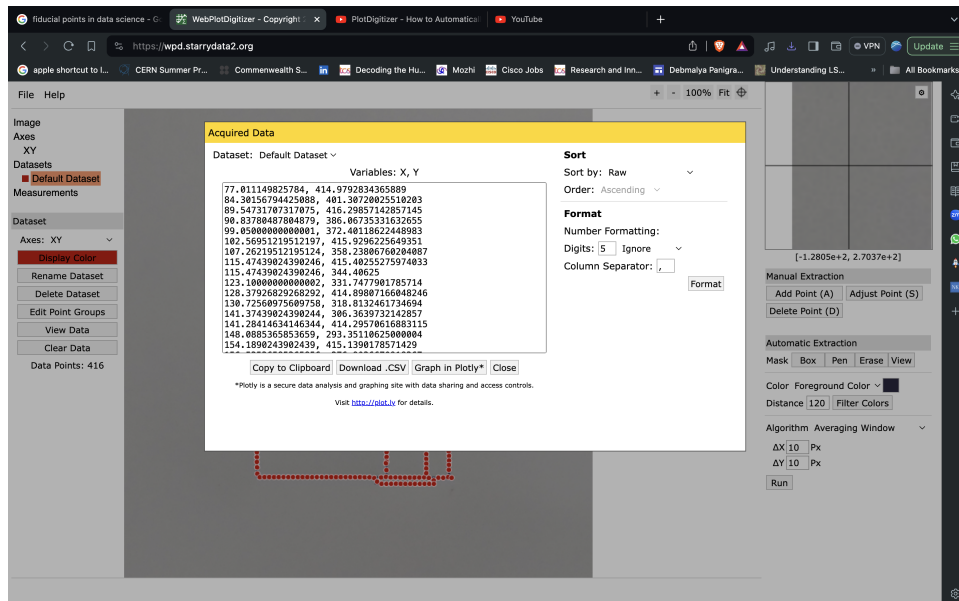 fiducial points in data science - Go
WebPlotDigitizer - Copyright 2
PlotDigitizer - How to Automatical
YouTube
https://wpd.starrydata2.org
VPN
Update
apple shortcut to l...
CERN Summer Pr...
Commonwealth S...
Decoding the Hu...
Mozhi
Cisco Jobs
Research and Inn...
Debmalya Panigra...
Understanding LS...
»
All Bookmarks
File Help
+ - 100% Fit
Image
Axes
XY
Datasets
Default Dataset
Measurements
Dataset
Axes: XY
Display Color
Rename Dataset
Delete Dataset
Edit Point Groups
View Data
Clear Data
Data Points: 416
Acquired Data
Dataset: Default Dataset
Variables: X, Y
77.011149825784, 414.9792834365889
84.30156794425088, 401.30720025510203
89.54731707317075, 416.29857142857145
90.83780487804879, 386.06735331632655
99.05000000000001, 372.40118622448983
102.56951219512197, 415.9296225649351
107.26219512195124, 358.23806760204087
115.47439024390246, 415.40255275974033
115.47439024390246, 344.40625
123.10000000000002, 331.7477901785714
128.37926829268292, 414.89807166048246
130.72560975609758, 318.8132461734694
141.37439024390244, 306.3639732142857
141.28414634146344, 414.29570616883115
148.0885365853659, 293.35110625000004
154.1890243902439, 415.1390178571429
Copy to Clipboard
Download .CSV
Graph in Plotly*
Close
*Plotly is a secure data analysis and graphing site with data sharing and access controls.
Visit http://plot.ly for details.
Sort
Sort by: Raw
Order: Ascending
Format
Number Formatting:
Digits: 5 Ignore
Column Separator: ,
Format
[-1.2805e+2, 2.7037e+2]
Manual Extraction
Add Point (A)
Adjust Point (S)
Delete Point (D)
Automatic Extraction
Mask Box Pen Erase View
Color Foreground Color
Distance 120 Filter Colors
Algorithm Averaging Window
ΔX 10 Px
ΔY 10 Px
Run